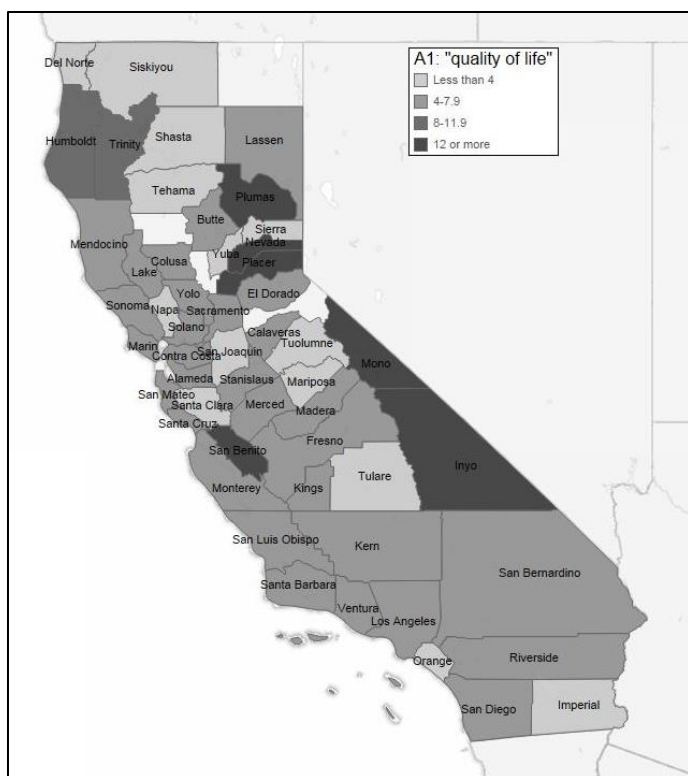 A1: "quality of life"
Less than 4
4-7.9
8-11.9
12 or more
Del Norte
Siskiyou
Humboldt
Trinity
Shasta
Lassen
Tehama
Plumas
Butte
Mendocino
Sierra
Nevada
Yuba
Placer
Colusa
Lake
El Dorado
Yolo
Sonoma
Napa
Sacramento
Solano
Calaveras
Tuolumne
Marin
Contra Costa
San Joaquin
Mono
Alameda
Stanislaus
Mariposa
San Mateo
Santa Clara
Merced
Madera
Santa Cruz
Fresno
San Benito
Inyo
Tulare
Monterey
Kings
San Luis Obispo
Kern
San Bernardino
Santa Barbara
Ventura
Los Angeles
Orange
Riverside
San Diego
Imperial